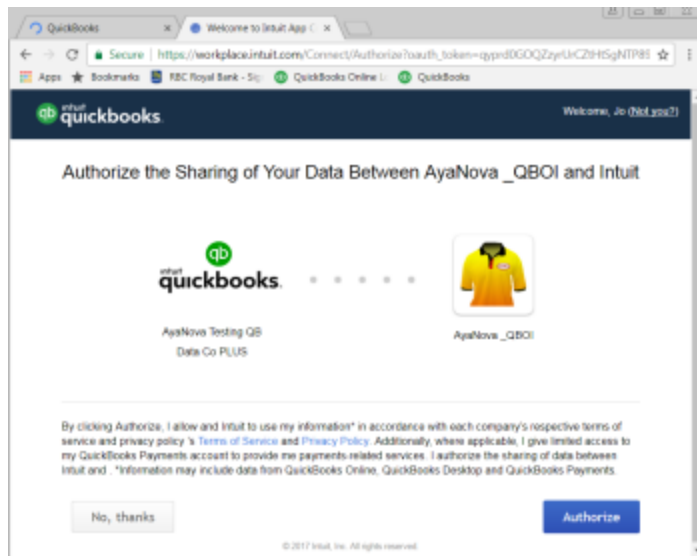 QuickBooks
Welcome to Intuit App C
Secure | https://workplace.intuit.com/Connect/Authorize?oauth_token=
Apps Bookmarks RBC Royal Bank - Sig QuickBooks Online L QuickBooks
qb intuit quickbooks.
Welcome, Jo (Not you?)
Authorize the Sharing of Your Data Between AyaNova _QBOI and Intuit
qb
intuit
quickbooks.
AyaNova Testing QB
Data Co PLUS
AyaNova _QBOI
By clicking Authorize, I allow and Intuit to use my information* in accordance with each company's respective terms of
service and privacy policy 's Terms of Service and Privacy Policy. Additionally, where applicable, I give limited access to
my QuickBooks Payments account to provide me payments-related services. I authorize the sharing of data between
Intuit and . *Information may include data from QuickBooks Online, QuickBooks Desktop and QuickBooks Payments.
No, thanks
Authorize
© 2017 Intuit, Inc. All rights reserved.